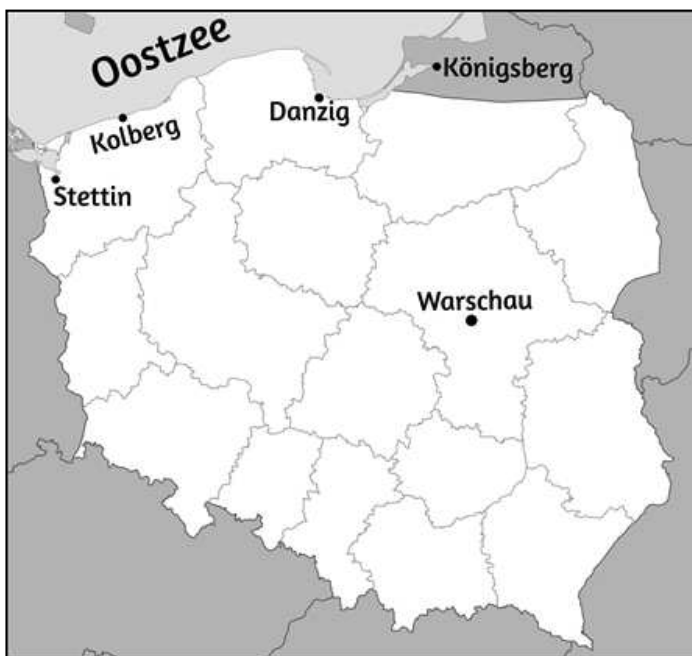 Oostzee
Königsberg
Danzig
Kolberg
Stettin
Warschau